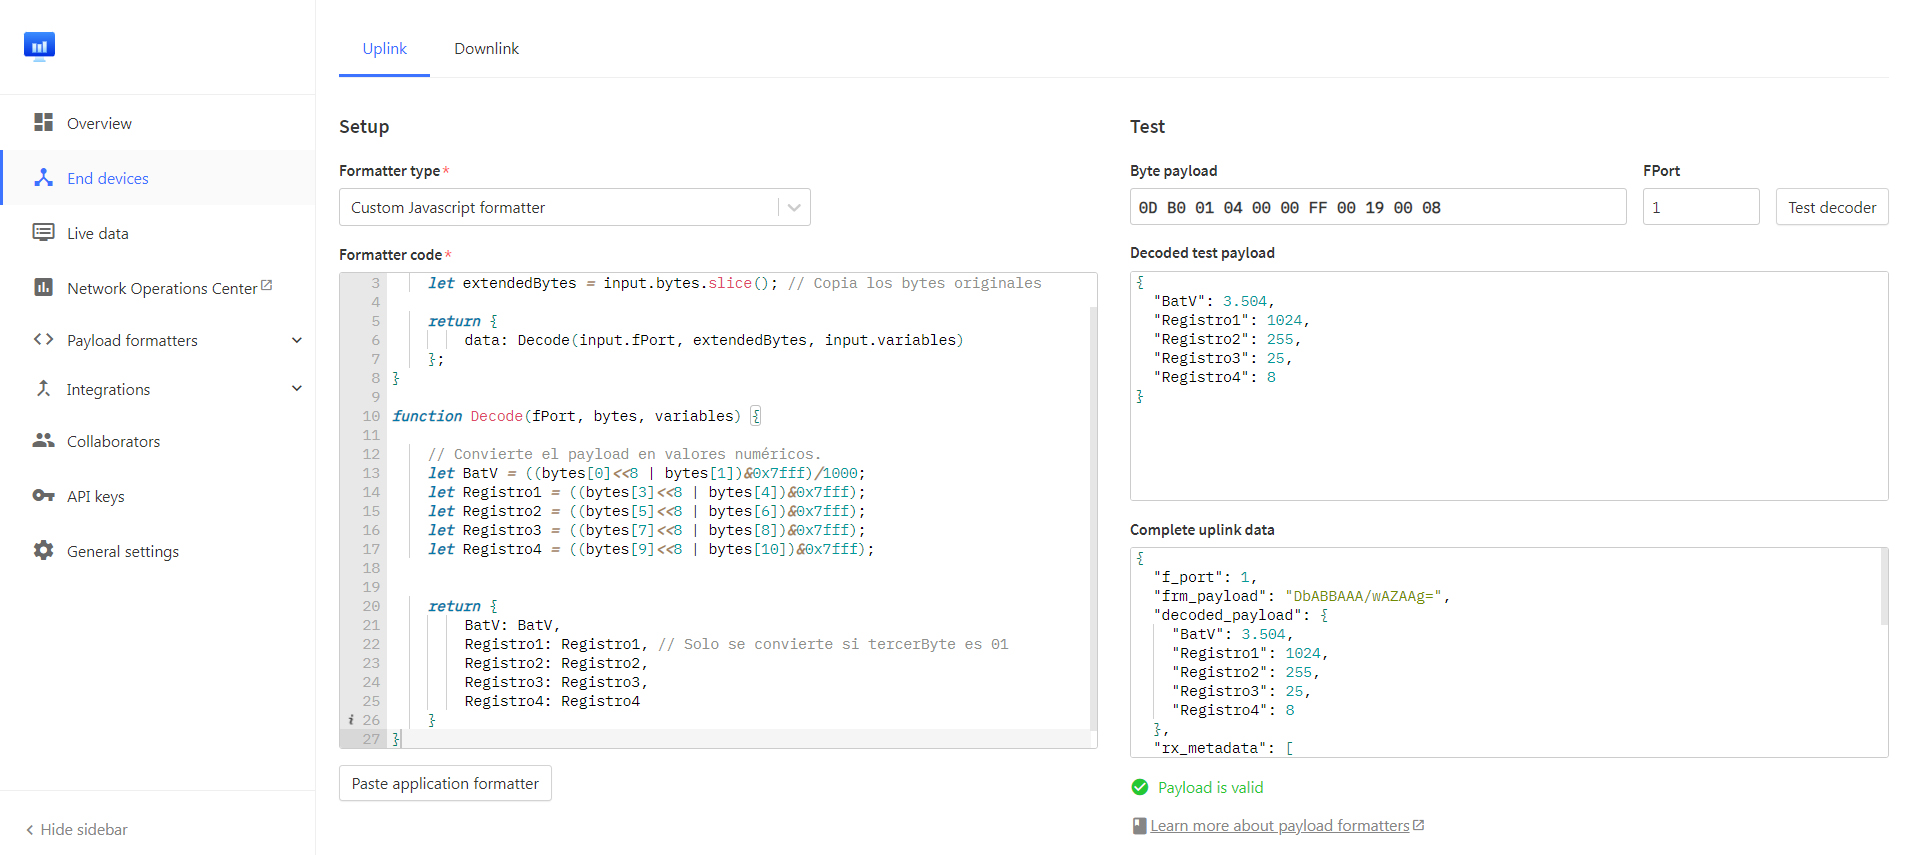 Overview
End devices
Live data
Network Operations Center
Payload formatters
Integrations
Collaborators
API keys
General settings
Hide sidebar
Uplink
Downlink
Setup
Formatter type*
Custom Javascript formatter
Formatter code*
3 let extendedBytes = input.bytes.slice(); // Copia los bytes originales
4
5 return {
6 data: Decode(input.fPort, extendedBytes, input.variables)
7 };
8 }
9
10 function Decode(fPort, bytes, variables) {
11
12 // Convierte el payload en valores numéricos.
13 let BatV = ((bytes[0]<<8 | bytes[1])&0x7fff)/1000;
14 let Registro1 = ((bytes[3]<<8 | bytes[4])&0x7fff);
15 let Registro2 = ((bytes[5]<<8 | bytes[6])&0x7fff);
16 let Registro3 = ((bytes[7]<<8 | bytes[8])&0x7fff);
17 let Registro4 = ((bytes[9]<<8 | bytes[10])&0x7fff);
18
19
20 return {
21 BatV: BatV,
22 Registro1: Registro1, // Solo se convierte si tercerByte es 01
23 Registro2: Registro2,
24 Registro3: Registro3,
25 Registro4: Registro4
i 26 }
27 }
Paste application formatter
Test
Byte payload
0D B0 01 04 00 00 FF 00 19 00 08
FPort
1
Test decoder
Decoded test payload
{
"BatV": 3.504,
"Registro1": 1024,
"Registro2": 255,
"Registro3": 25,
"Registro4": 8
}
Complete uplink data
{
"f_port": 1,
"frm_payload": "DbABBAAA/wAZAAg=",
"decoded_payload": {
"BatV": 3.504,
"Registro1": 1024,
"Registro2": 255,
"Registro3": 25,
"Registro4": 8
},
"rx_metadata": [
Payload is valid
Learn more about payload formatters